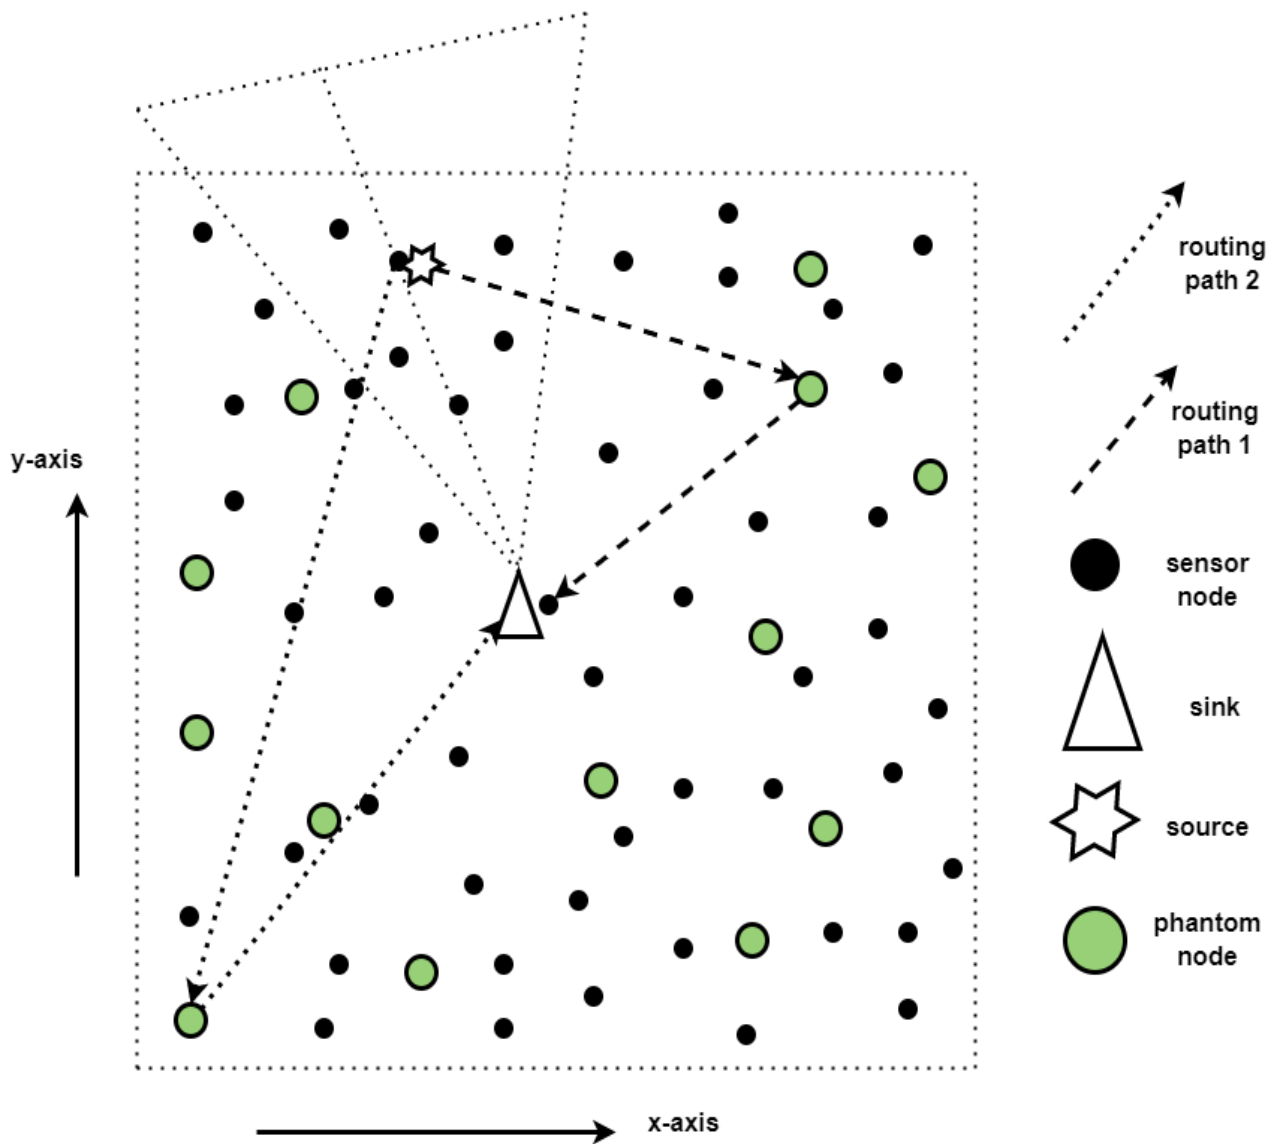 routing
path 2
routing
path 1
y-axis
sensor
node
sink
source
phantom
node
x-axis